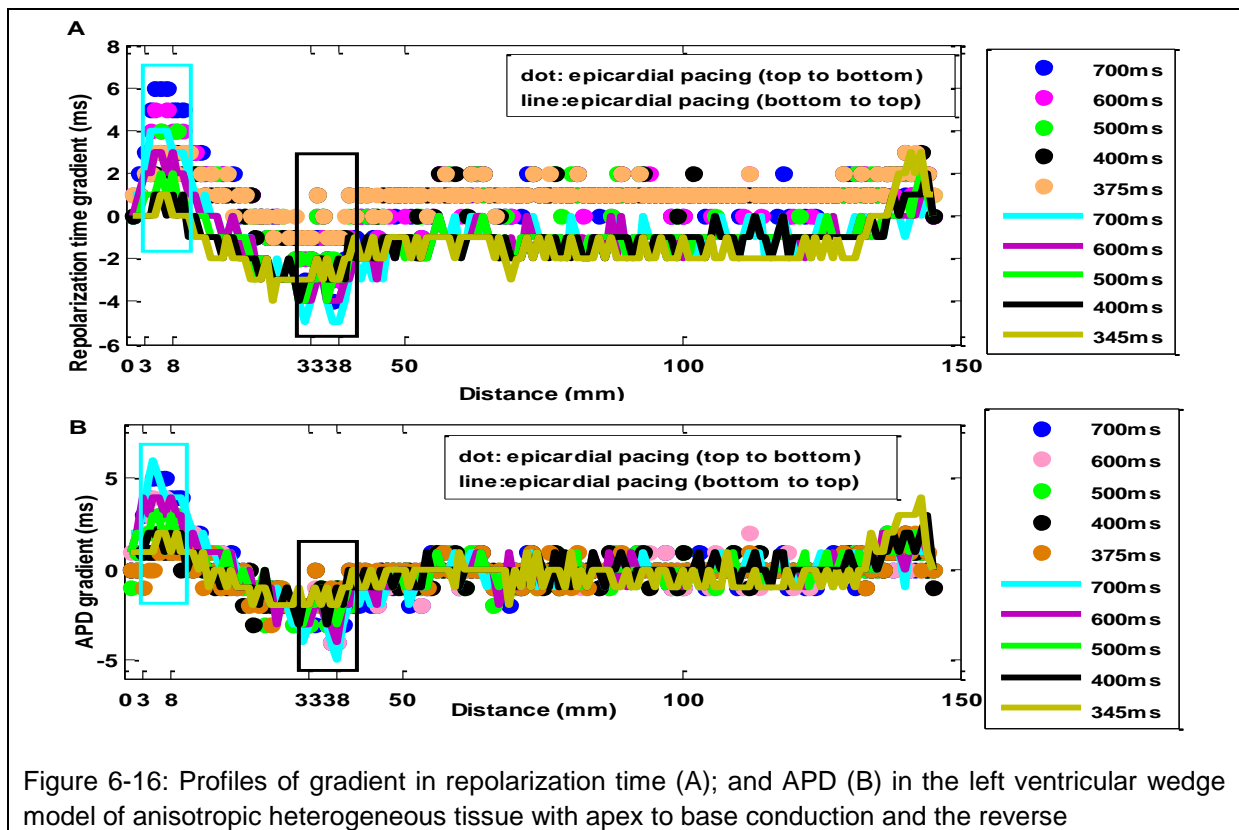 A
Repolarization time gradient (ms)
8
6
4
2
0
-2
-4
-6
dot: epicardial pacing (top to bottom)
line:epicardial pacing (bottom to top)
0 3 8 3338 50 100 150
Distance (mm)
700ms
600ms
500ms
400ms
375ms
700ms
600ms
500ms
400ms
345ms
B
APD gradient (ms)
5
0
-5
dot: epicardial pacing (top to bottom)
line:epicardial pacing (bottom to top)
0 3 8 3338 50 100 150
Distance (mm)
700ms
600ms
500ms
400ms
375ms
700ms
600ms
500ms
400ms
345ms
Figure 6-16: Profiles of gradient in repolarization time (A); and APD (B) in the left ventricular wedge
model of anisotropic heterogeneous tissue with apex to base conduction and the reverse